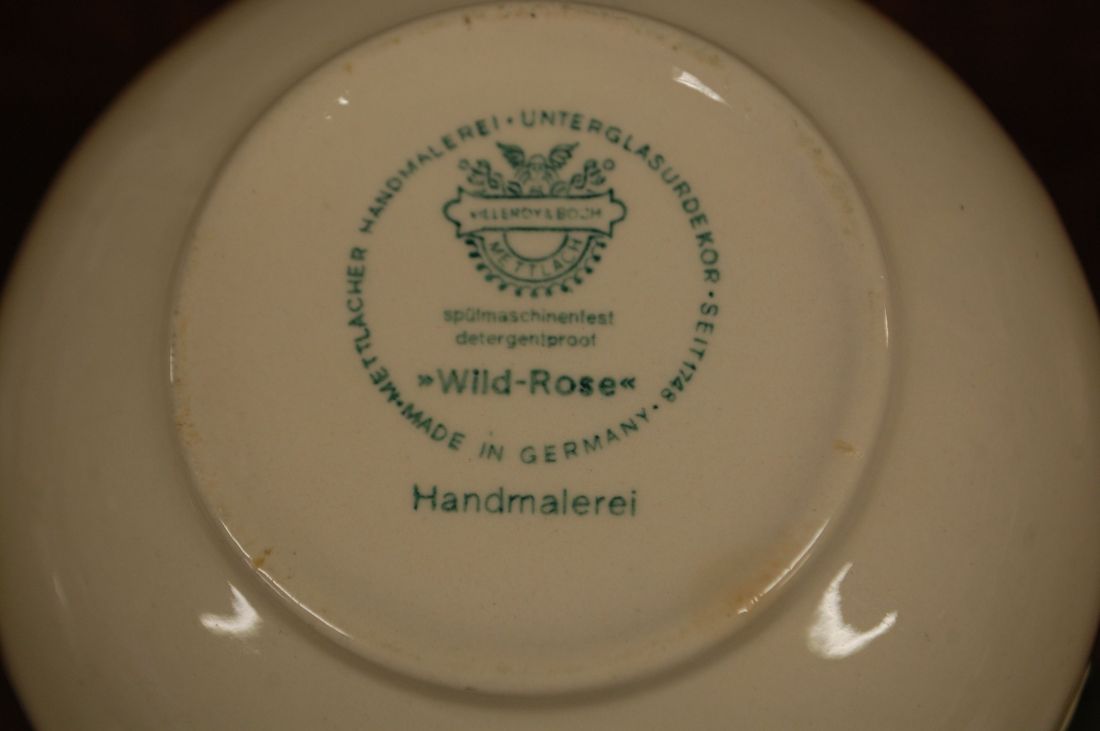 METTLACHER HANDMALEREI · UNTERGLASURDEKOR · SEIT 1748 ·
VILLEROY & BOCH
METTLACH
spülmaschinenfest
detergentproof
»Wild-Rose«
· MADE IN GERMANY ·
Handmalerei